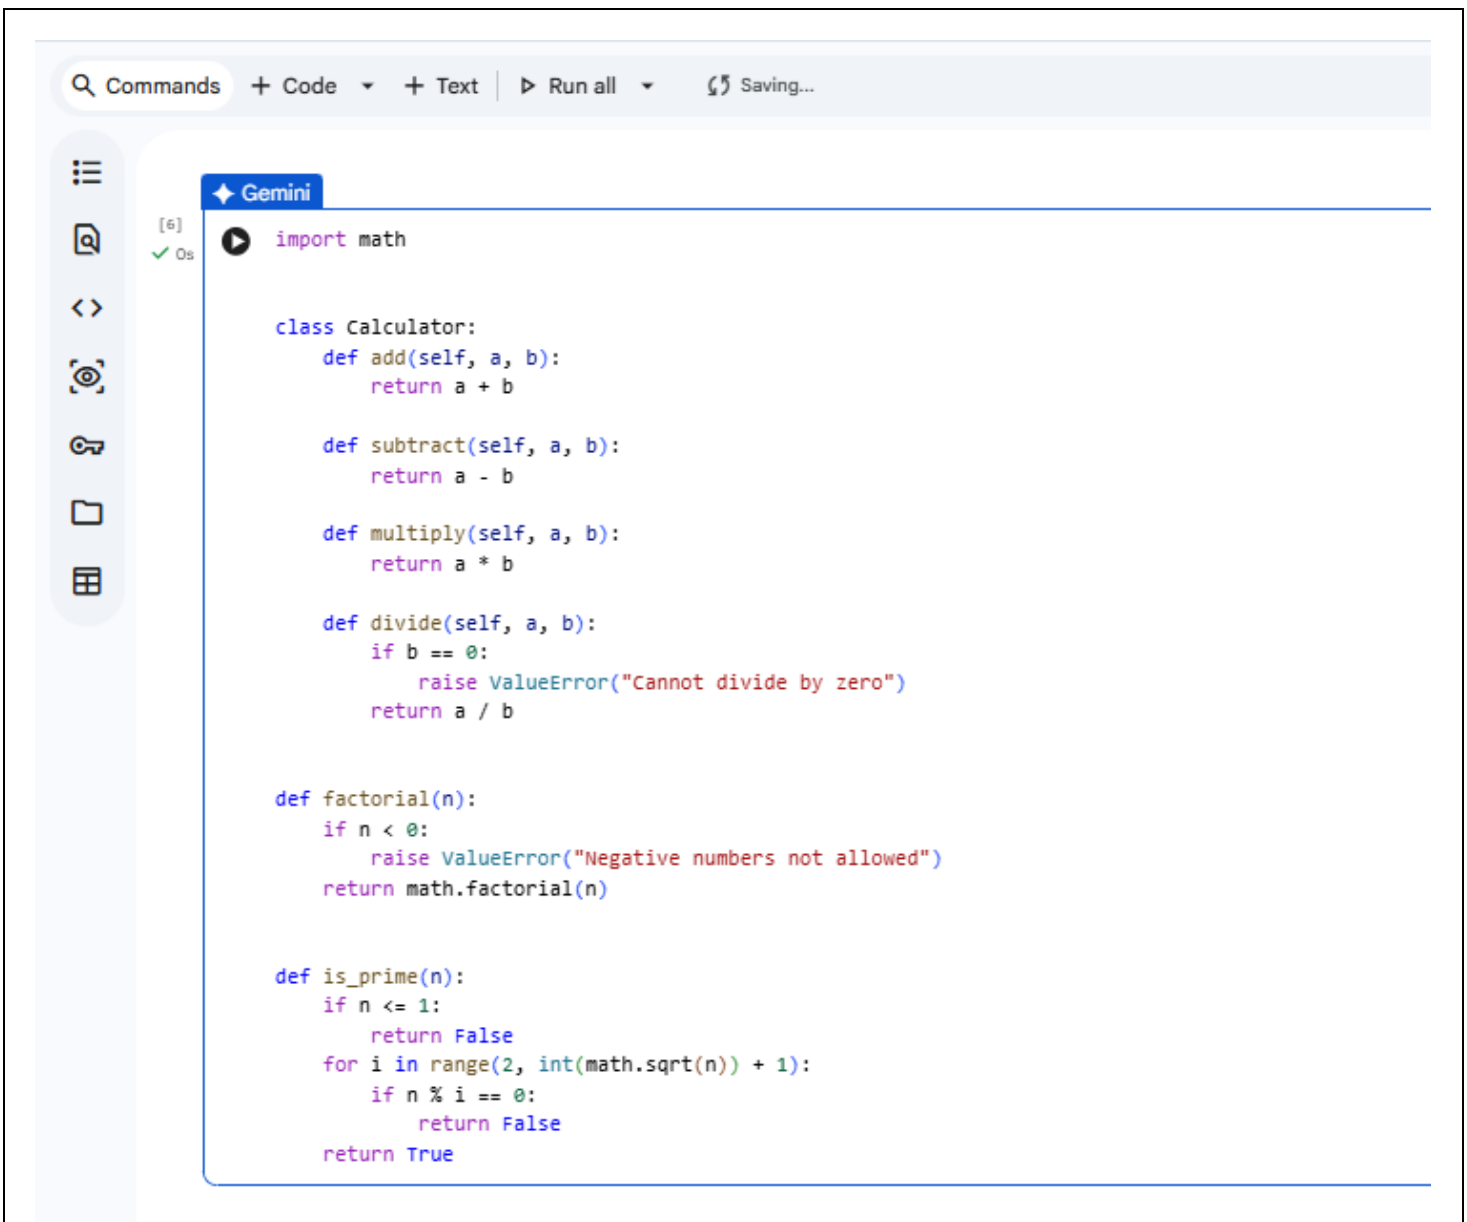 Commands + Code + Text Run all Saving...
Gemini
[6]
0s
import math
class Calculator:
    def add(self, a, b):
        return a + b
    def subtract(self, a, b):
        return a - b
    def multiply(self, a, b):
        return a * b
    def divide(self, a, b):
        if b == 0:
            raise ValueError("Cannot divide by zero")
        return a / b
def factorial(n):
    if n < 0:
        raise ValueError("Negative numbers not allowed")
    return math.factorial(n)
def is_prime(n):
    if n <= 1:
        return False
    for i in range(2, int(math.sqrt(n)) + 1):
        if n % i == 0:
            return False
    return True